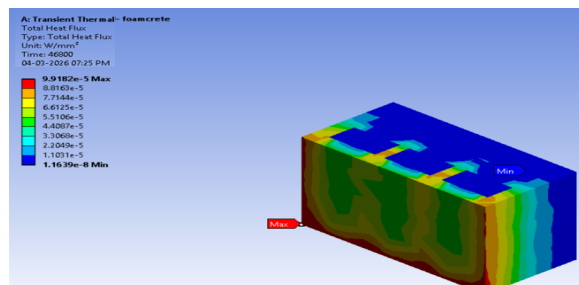 A: Transient Thermal- foamcrete
Total Heat Flux
Type: Total Heat Flux
Unit: W/mm²
Time: 46800
04-03-2026 07:25 PM
9.9182e-5 Max
8.8163e-5
7.7144e-5
6.6125e-5
5.5106e-5
4.4087e-5
3.3068e-5
2.2049e-5
1.1031e-5
1.1639e-8 Min
Min
Max